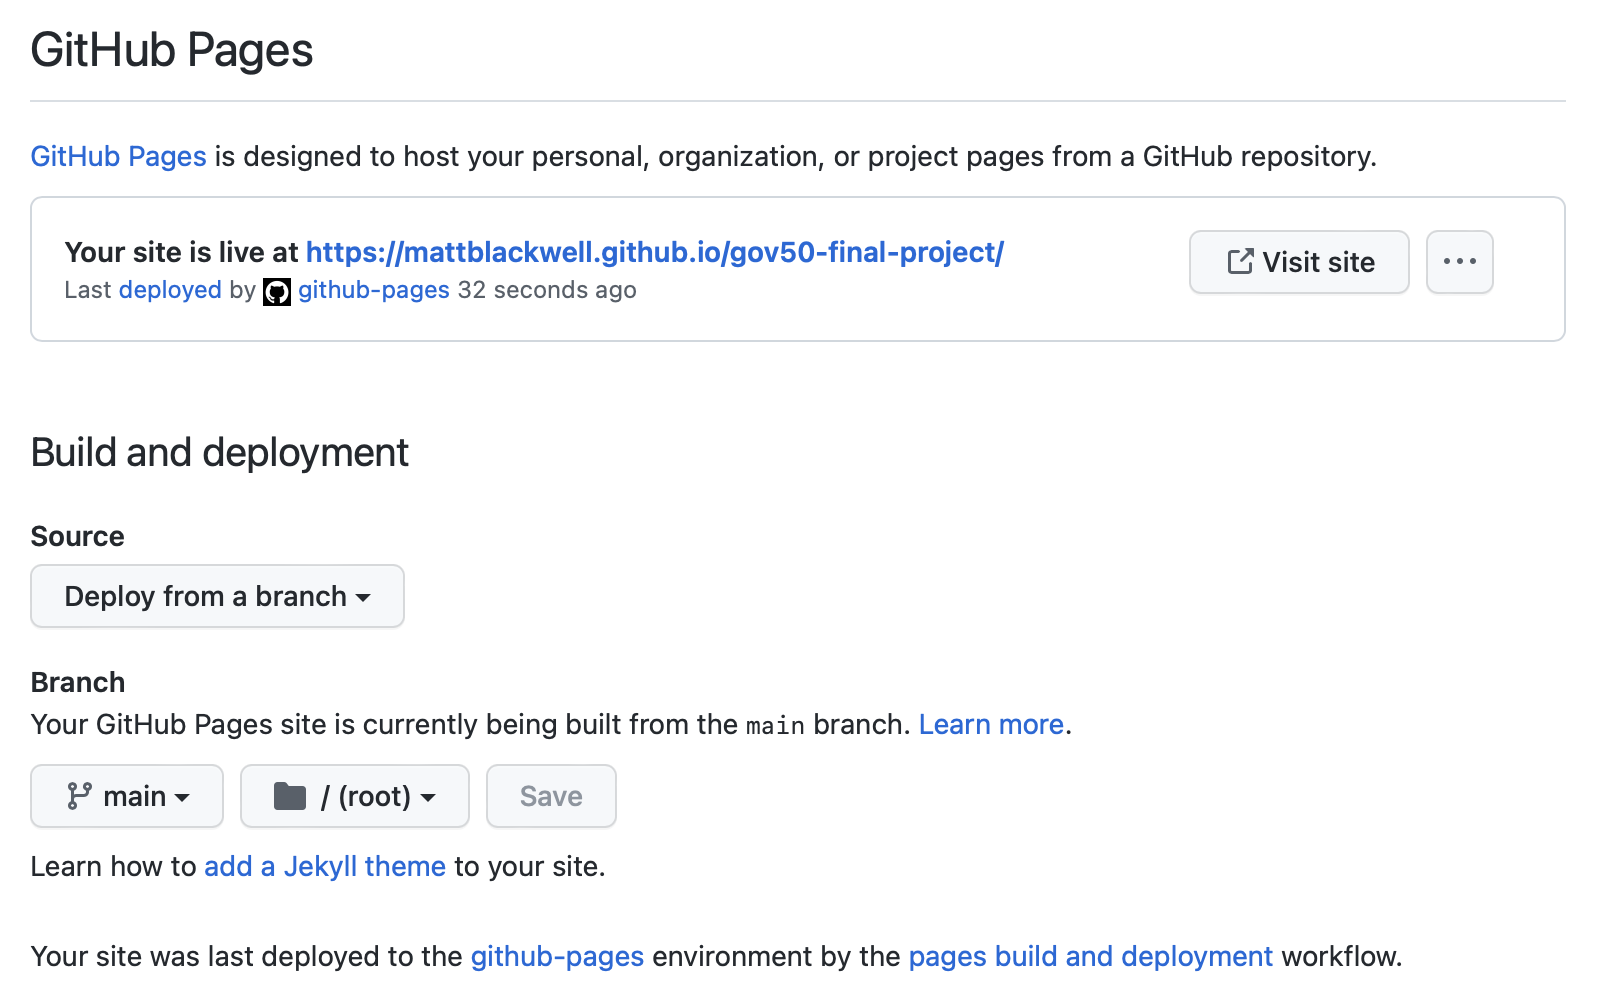 GitHub Pages
GitHub Pages is designed to host your personal, organization, or project pages from a GitHub repository.
Your site is live at https://mattblackwell.github.io/gov50-final-project/
Last deployed by github-pages 32 seconds ago
Visit site
Build and deployment
Source
Deploy from a branch
Branch
Your GitHub Pages site is currently being built from the main branch. Learn more.
main / (root) Save
Learn how to add a Jekyll theme to your site.
Your site was last deployed to the github-pages environment by the pages build and deployment workflow.